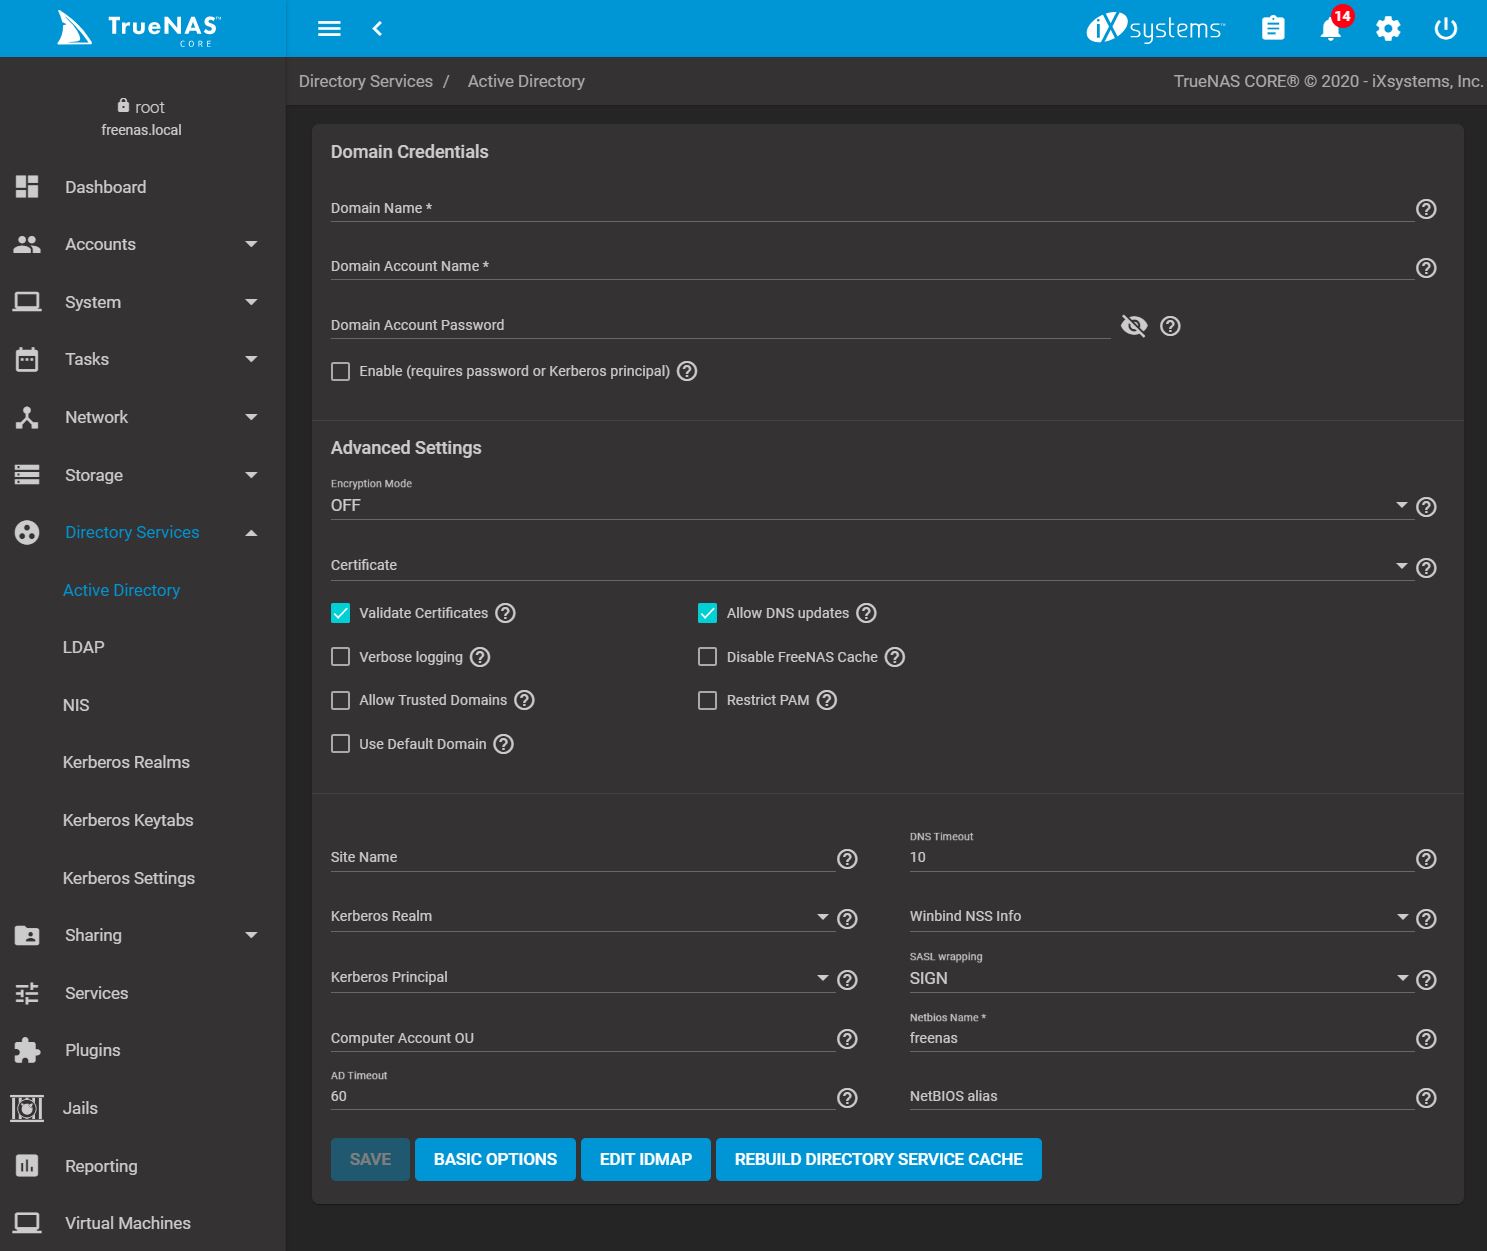 TrueNAS™
CORE
iXsystems™
14
root
freenas.local
Dashboard
Accounts
System
Tasks
Network
Storage
Directory Services
Active Directory
LDAP
NIS
Kerberos Realms
Kerberos Keytabs
Kerberos Settings
Sharing
Services
Plugins
Jails
Reporting
Virtual Machines
Directory Services / Active Directory
TrueNAS CORE® © 2020 - iXsystems, Inc.
Domain Credentials
Domain Name *
Domain Account Name *
Domain Account Password
Enable (requires password or Kerberos principal)
Advanced Settings
Encryption Mode
OFF
Certificate
Validate Certificates
Allow DNS updates
Verbose logging
Disable FreeNAS Cache
Allow Trusted Domains
Restrict PAM
Use Default Domain
Site Name
DNS Timeout
10
Kerberos Realm
Winbind NSS Info
Kerberos Principal
SASL wrapping
SIGN
Computer Account OU
Netbios Name *
freenas
AD Timeout
60
NetBIOS alias
SAVE
BASIC OPTIONS
EDIT IDMAP
REBUILD DIRECTORY SERVICE CACHE